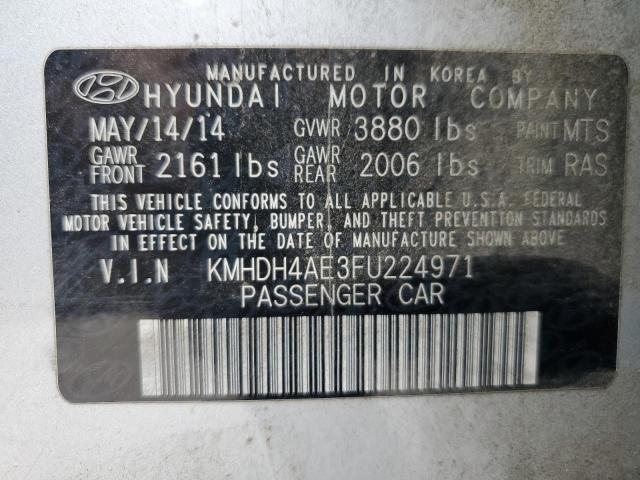 MANUFACTURED IN KOREA BY
HYUNDAI MOTOR COMPANY
MAY/14/14 GVWR 3880 lbs PAINT MTS
GAWR FRONT 2161 lbs GAWR REAR 2006 lbs TRIM RAS
THIS VEHICLE CONFORMS TO ALL APPLICABLE U.S.A. FEDERAL
MOTOR VEHICLE SAFETY, BUMPER, AND THEFT PREVENTION STANDARDS
IN EFFECT ON THE DATE OF MANUFACTURE SHOWN ABOVE.
V.I.N KMHDH4AE3FU224971
PASSENGER CAR